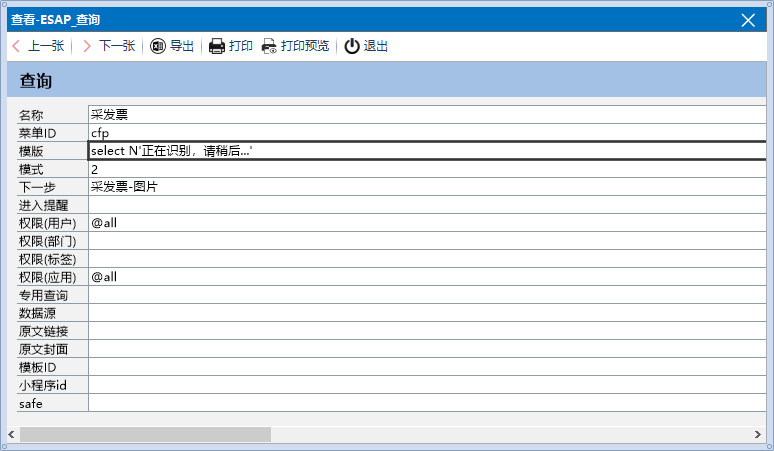 查看-ESAP_查询
上一张 下一张 导出 打印 打印预览 退出
查询
名称 采发票
菜单ID cfp
模版 select N'正在识别，请稍后...'
模式 2
下一步 采发票-图片
进入提醒
权限(用户) @all
权限(部门)
权限(标签)
权限(应用) @all
专用查询
数据源
原文链接
原文封面
模板ID
小程序id
safe